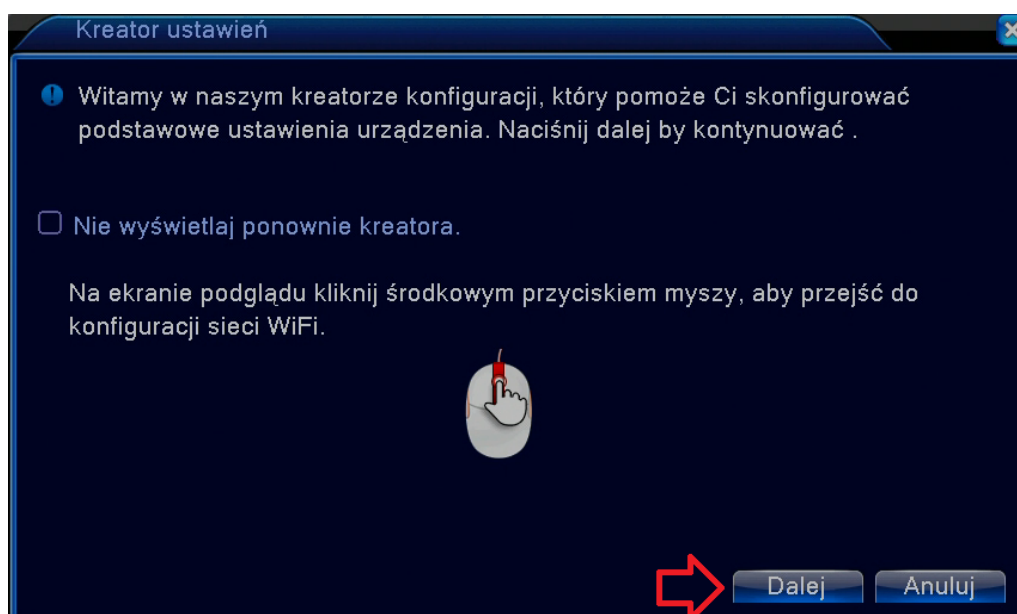 Kreator ustawień
Witamy w naszym kreatorze konfiguracji, który pomoże Ci skonfigurować
podstawowe ustawienia urządzenia. Naciśnij dalej by kontynuować .
Nie wyświetlaj ponownie kreatora.
Na ekranie podglądu kliknij środkowym przyciskiem myszy, aby przejść do
konfiguracji sieci WiFi.
Dalej Anuluj